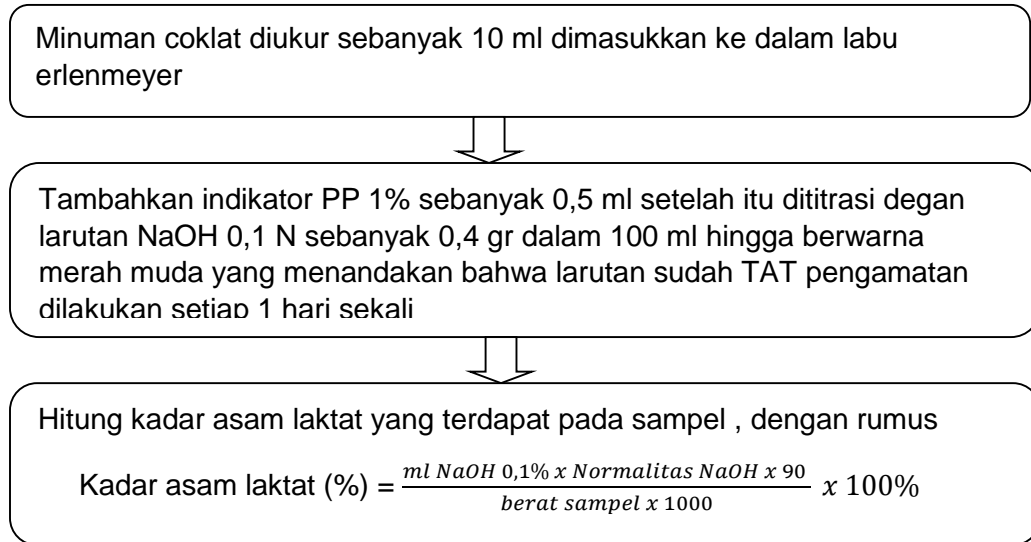 Minuman coklat diukur sebanyak 10 ml dimasukkan ke dalam labu
erlenmeyer
Tambahkan indikator PP 1% sebanyak 0,5 ml setelah itu dititrasi degan
larutan NaOH 0,1 N sebanyak 0,4 gr dalam 100 ml hingga berwarna
merah muda yang menandakan bahwa larutan sudah TAT pengamatan
dilakukan setiap 1 hari sekali
Hitung kadar asam laktat yang terdapat pada sampel , dengan rumus
Kadar asam laktat (%) = ml NaOH 0,1% x Normalitas NaOH x 90 / berat sampel x 1000 x 100%